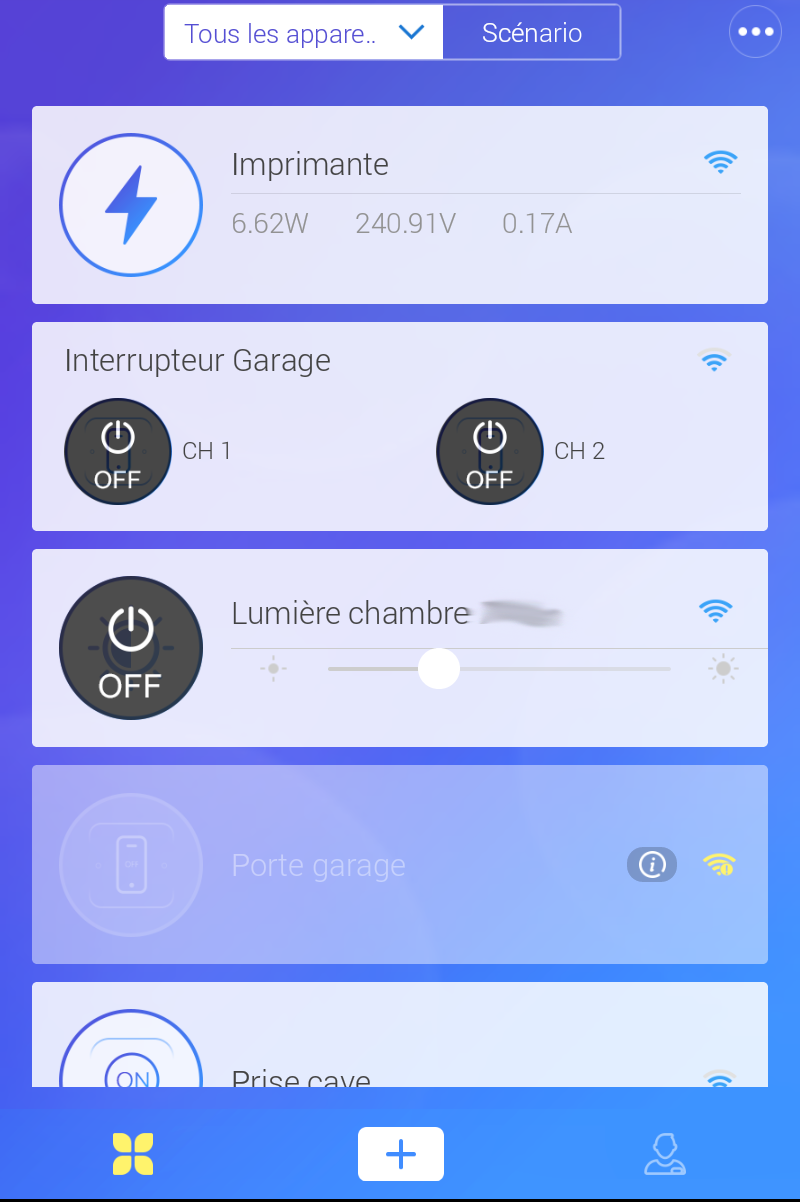 Tous les appare..
Scénario
Imprimante
6.62W 240.91V 0.17A
Interrupteur Garage
OFF CH 1 OFF CH 2
Lumière chambre
OFF
Porte garage
ON
Prise cave